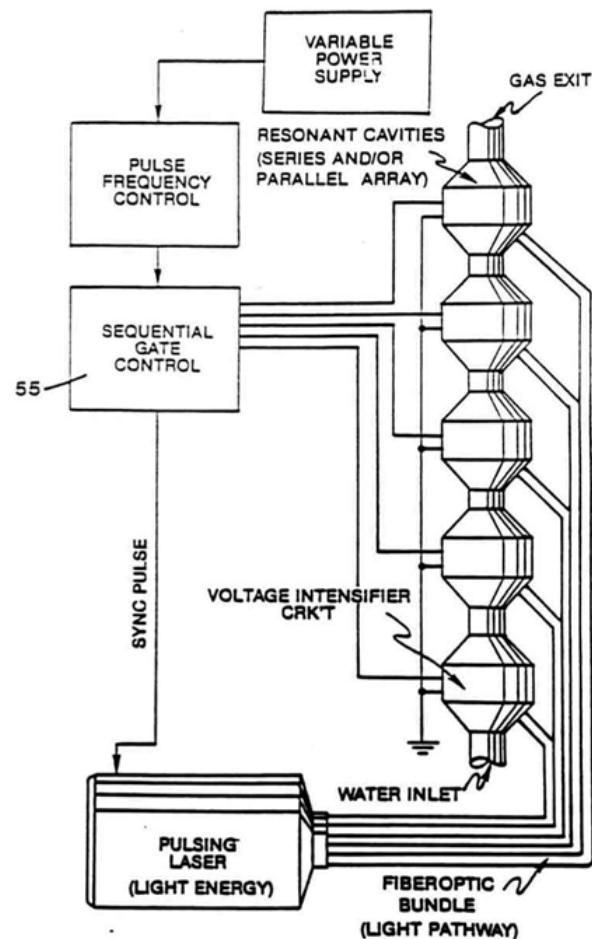 VARIABLE
POWER
SUPPLY
GAS EXIT
RESONANT CAVITIES
(SERIES AND/OR
PARALLEL ARRAY)
PULSE
FREQUENCY
CONTROL
SEQUENTIAL
GATE
CONTROL
55
SYNC PULSE
VOLTAGE INTENSIFIER
CRK'T
WATER INLET
PULSING
LASER
(LIGHT ENERGY)
FIBEROPTIC
BUNDLE
(LIGHT PATHWAY)